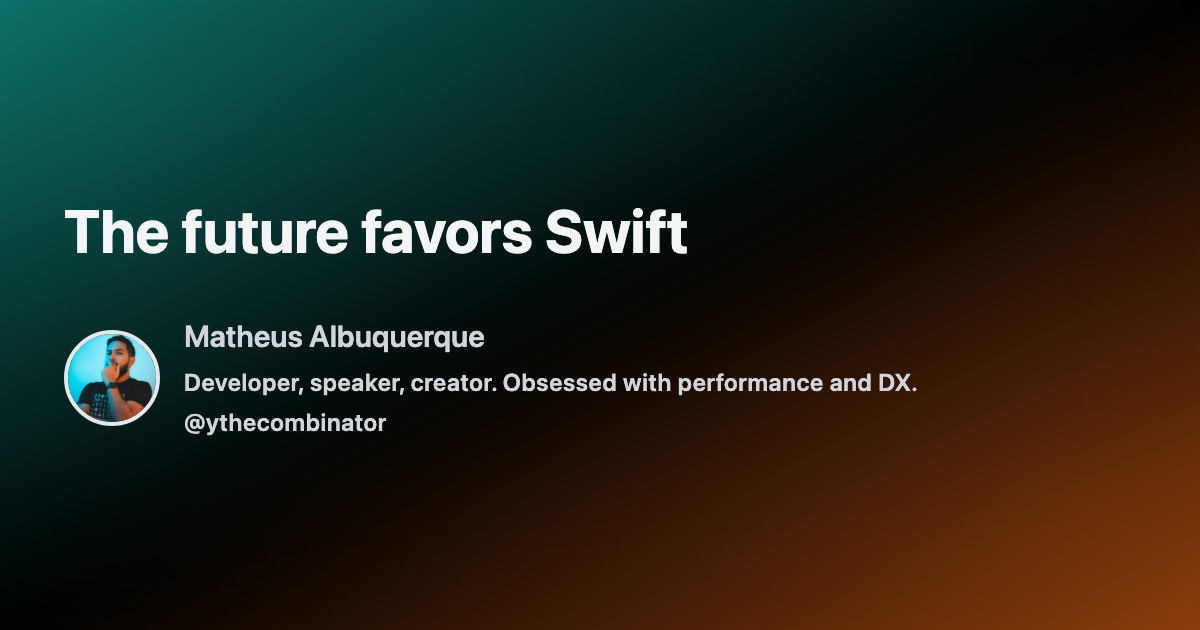 The future favors Swift
Matheus Albuquerque
Developer, speaker, creator. Obsessed with performance and DX.
@ythecombinator